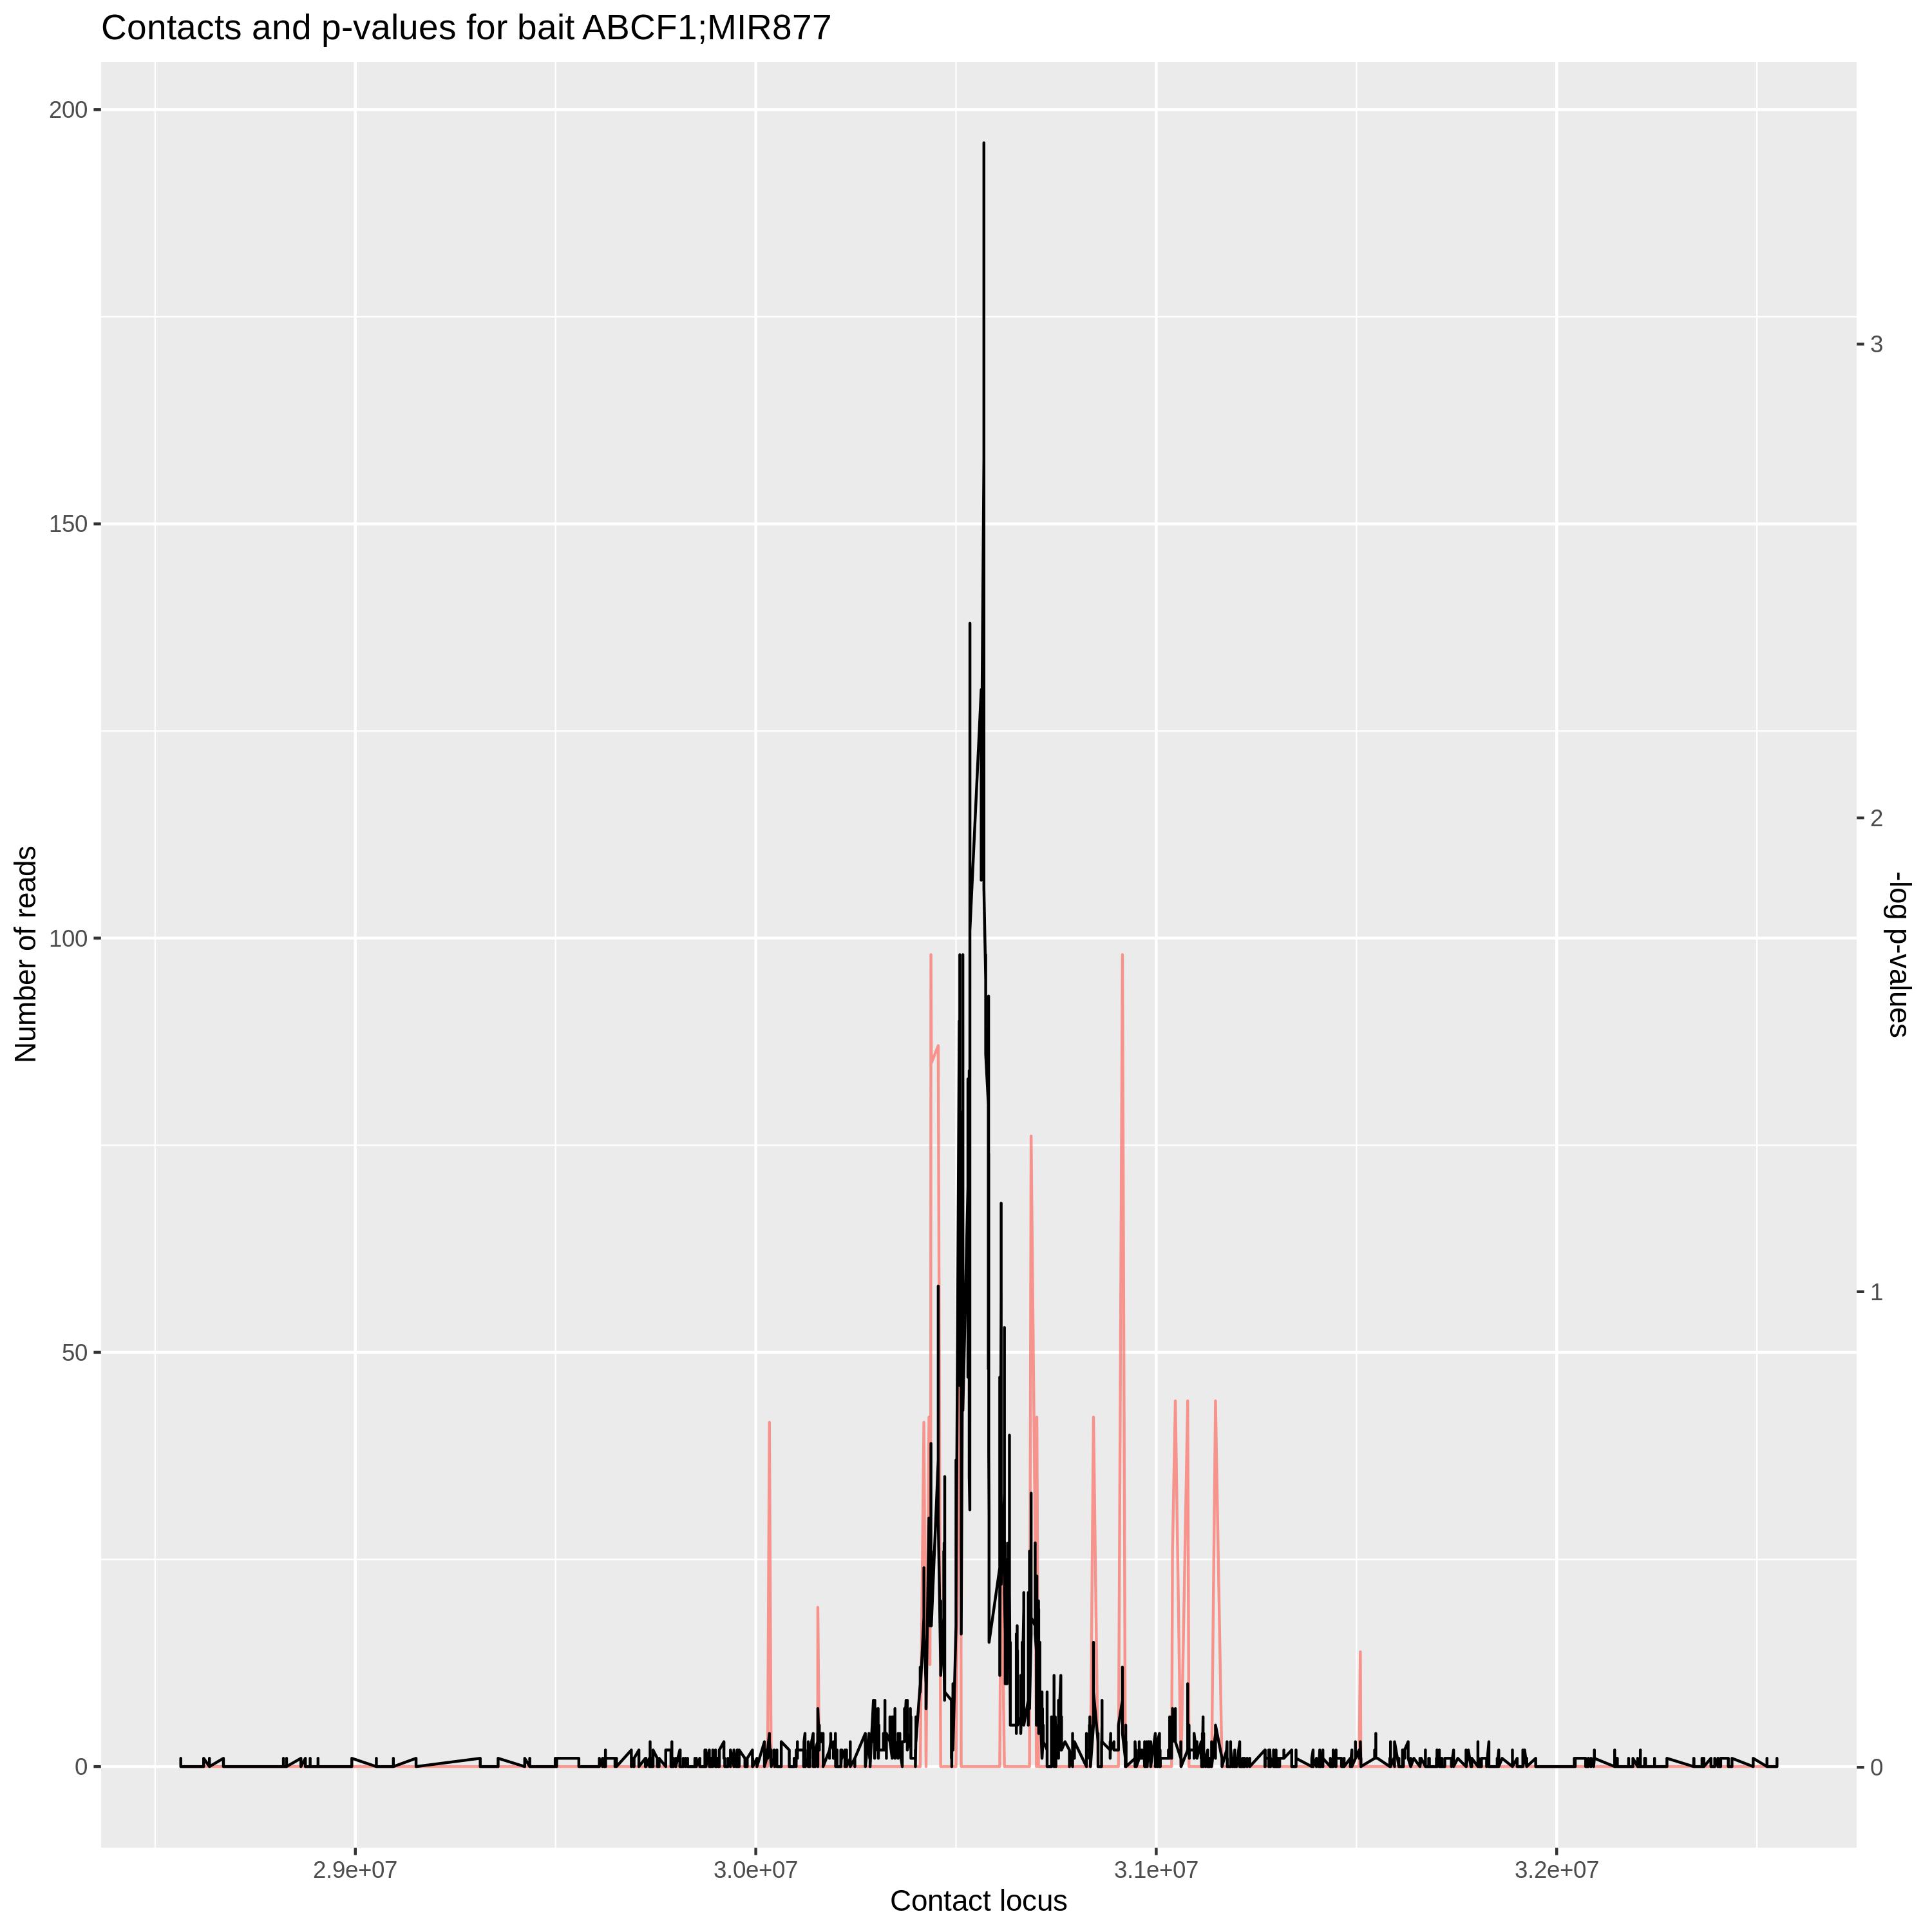 Contacts and p-values for bait ABCF1;MIR877
200
150
100
50
0
Number of reads
3
2
1
0
-log p-values
2.9e+07
3.0e+07
3.1e+07
3.2e+07
Contact locus